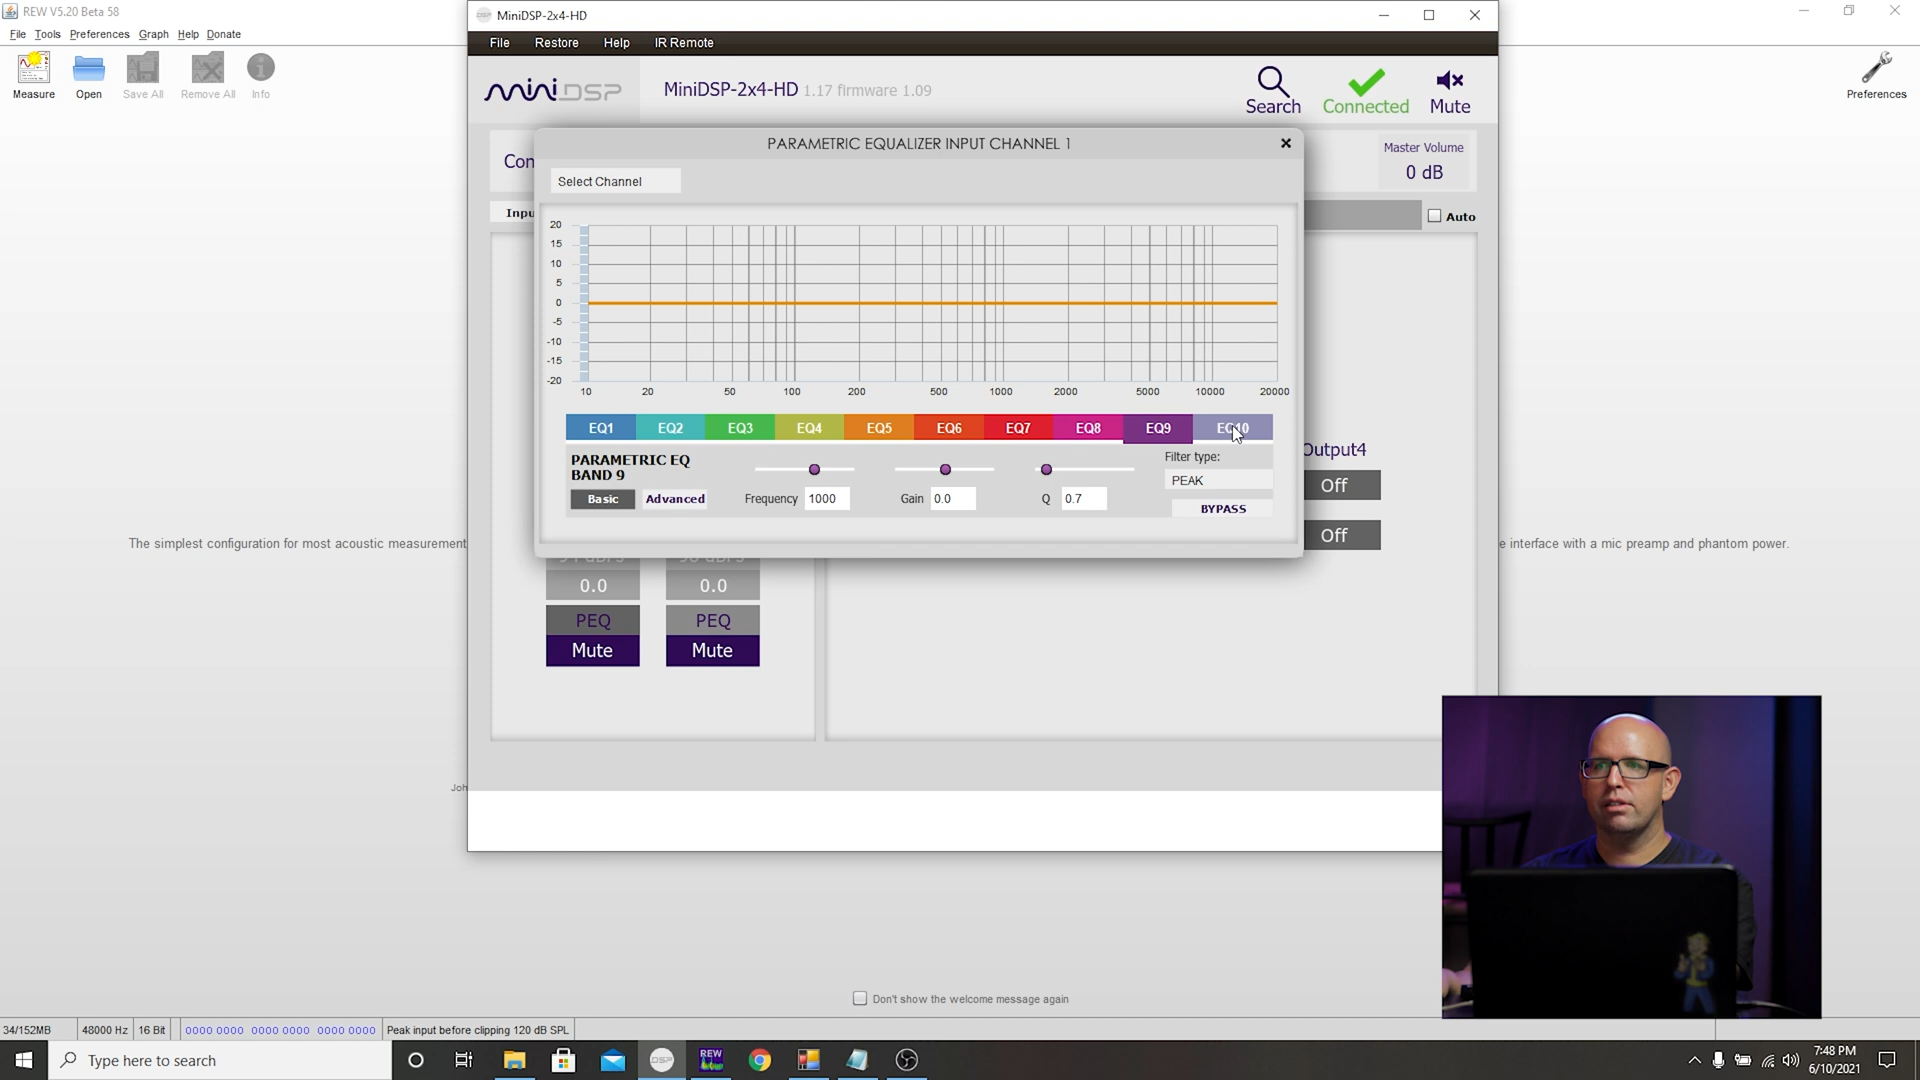 REW V5.20 Beta 58
File Tools Preferences Graph Help Donate
Measure Open Save All Remove All Info
Preferences
MiniDSP-2x4-HD
File Restore Help IR Remote
miniDSP
MiniDSP-2x4-HD 1.17 firmware 1.09
Search Connected Mute
Master Volume
0 dB
Auto
PARAMETRIC EQUALIZER INPUT CHANNEL 1
Select Channel
20
15
10
5
0
-5
-10
-15
-20
10 20 50 100 200 500 1000 2000 5000 10000 20000
EQ1 EQ2 EQ3 EQ4 EQ5 EQ6 EQ7 EQ8 EQ9 EQ10
PARAMETRIC EQ
BAND 9
Basic Advanced
Frequency 1000
Gain 0.0
Q 0.7
Filter type:
PEAK
BYPASS
Output4
Off
Off
0.0 0.0
PEQ PEQ
Mute Mute
The simplest configuration for most acoustic measurement
e interface with a mic preamp and phantom power.
Joh
Don't show the welcome message again
34/152MB 48000 Hz 16 Bit 0000 0000 0000 0000 0000 0000 Peak input before clipping 120 dB SPL
Type here to search
DSP
REW
7:48 PM
6/10/2021